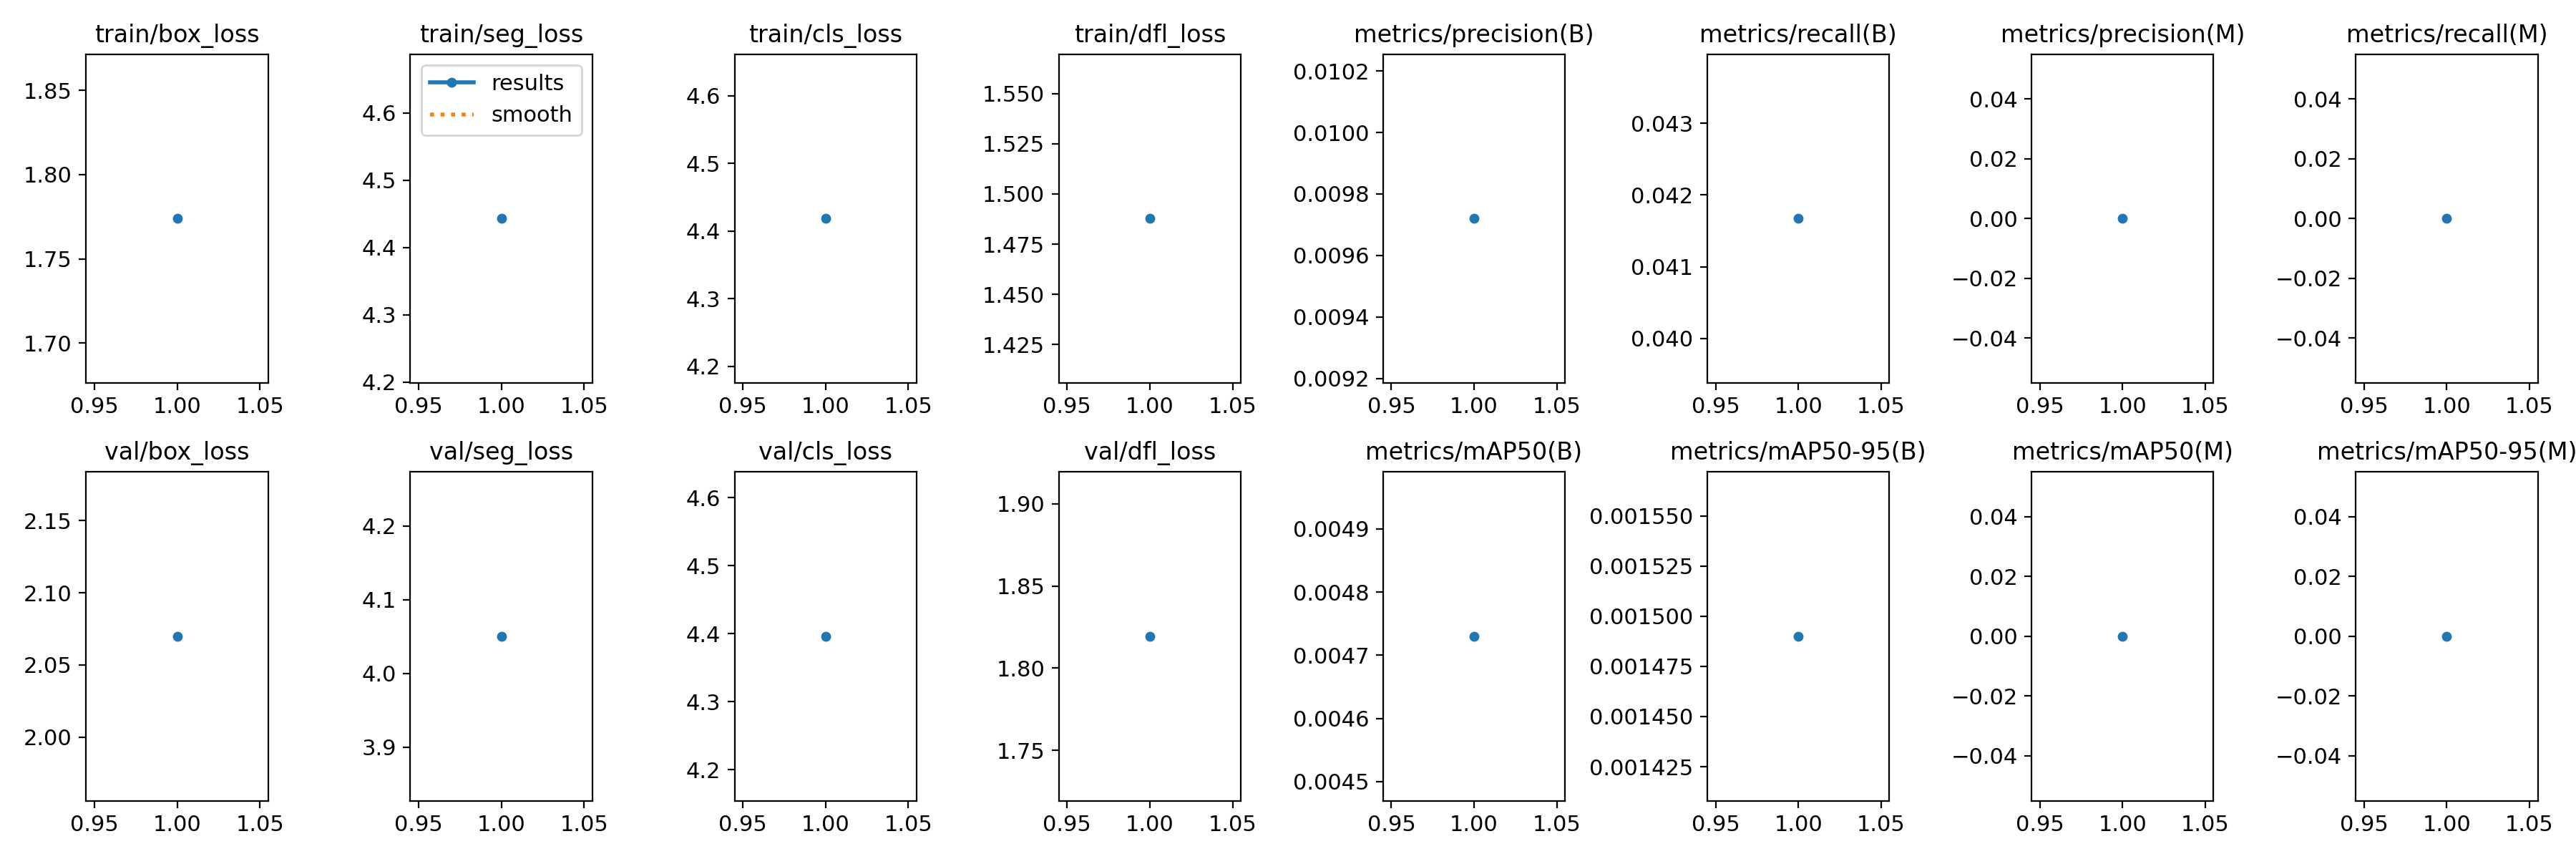 train/box_loss
1.85
1.80
1.75
1.70
0.95 1.00 1.05
train/seg_loss
results
smooth
4.6
4.5
4.4
4.3
4.2
0.95 1.00 1.05
train/cls_loss
4.6
4.5
4.4
4.3
4.2
0.95 1.00 1.05
train/dfl_loss
1.550
1.525
1.500
1.475
1.450
1.425
0.95 1.00 1.05
metrics/precision(B)
0.0102
0.0100
0.0098
0.0096
0.0094
0.0092
0.95 1.00 1.05
metrics/recall(B)
0.043
0.042
0.041
0.040
0.95 1.00 1.05
metrics/precision(M)
0.04
0.02
0.00
−0.02
−0.04
0.95 1.00 1.05
metrics/recall(M)
0.04
0.02
0.00
−0.02
−0.04
0.95 1.00 1.05
val/box_loss
2.15
2.10
2.05
2.00
0.95 1.00 1.05
val/seg_loss
4.2
4.1
4.0
3.9
0.95 1.00 1.05
val/cls_loss
4.6
4.5
4.4
4.3
4.2
0.95 1.00 1.05
val/dfl_loss
1.90
1.85
1.80
1.75
0.95 1.00 1.05
metrics/mAP50(B)
0.0049
0.0048
0.0047
0.0046
0.0045
0.95 1.00 1.05
metrics/mAP50-95(B)
0.001550
0.001525
0.001500
0.001475
0.001450
0.001425
0.95 1.00 1.05
metrics/mAP50(M)
0.04
0.02
0.00
−0.02
−0.04
0.95 1.00 1.05
metrics/mAP50-95(M)
0.04
0.02
0.00
−0.02
−0.04
0.95 1.00 1.05